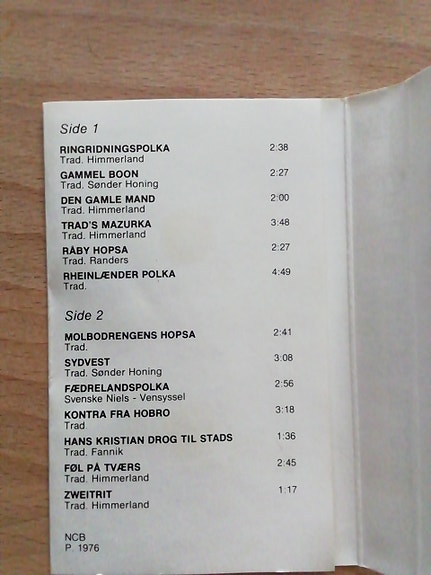 Side 1
RINGRIDNINGSPOLKA 2:38
Trad. Himmerland
GAMMEL BOON 2:27
Trad. Sønder Honing
DEN GAMLE MAND 2:00
Trad. Himmerland
TRAD'S MAZURKA 3:48
Trad. Himmerland
RÅBY HOPSA 2:27
Trad. Randers
RHEINLÆNDER POLKA 4:49
Trad.
Side 2
MOLBODRENGENS HOPSA 2:41
Trad.
SYDVEST 3:08
Trad. Sønder Honing
FÆDRELANDSPOLKA 2:56
Svenske Niels - Vensyssel
KONTRA FRA HOBRO 3:18
Trad
HANS KRISTIAN DROG TIL STADS 1:36
Trad. Fannik
FØL PÅ TVÆRS 2:45
Trad. Himmerland
ZWEITRIT 1:17
Trad. Himmerland
NCB
P. 1976